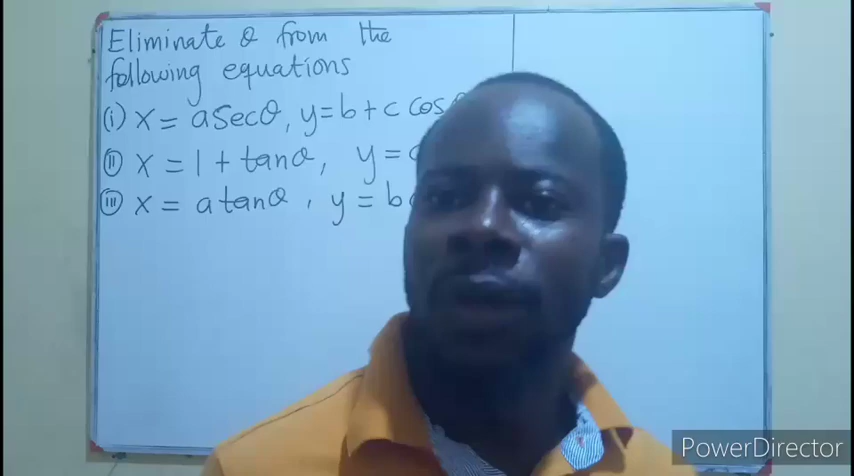 Eliminate θ from the
following equations
(i) x = a secθ, y = b + c cos
(ii) x = 1 + tanθ, y = c
(iii) x = a tanθ, y = b
PowerDirector